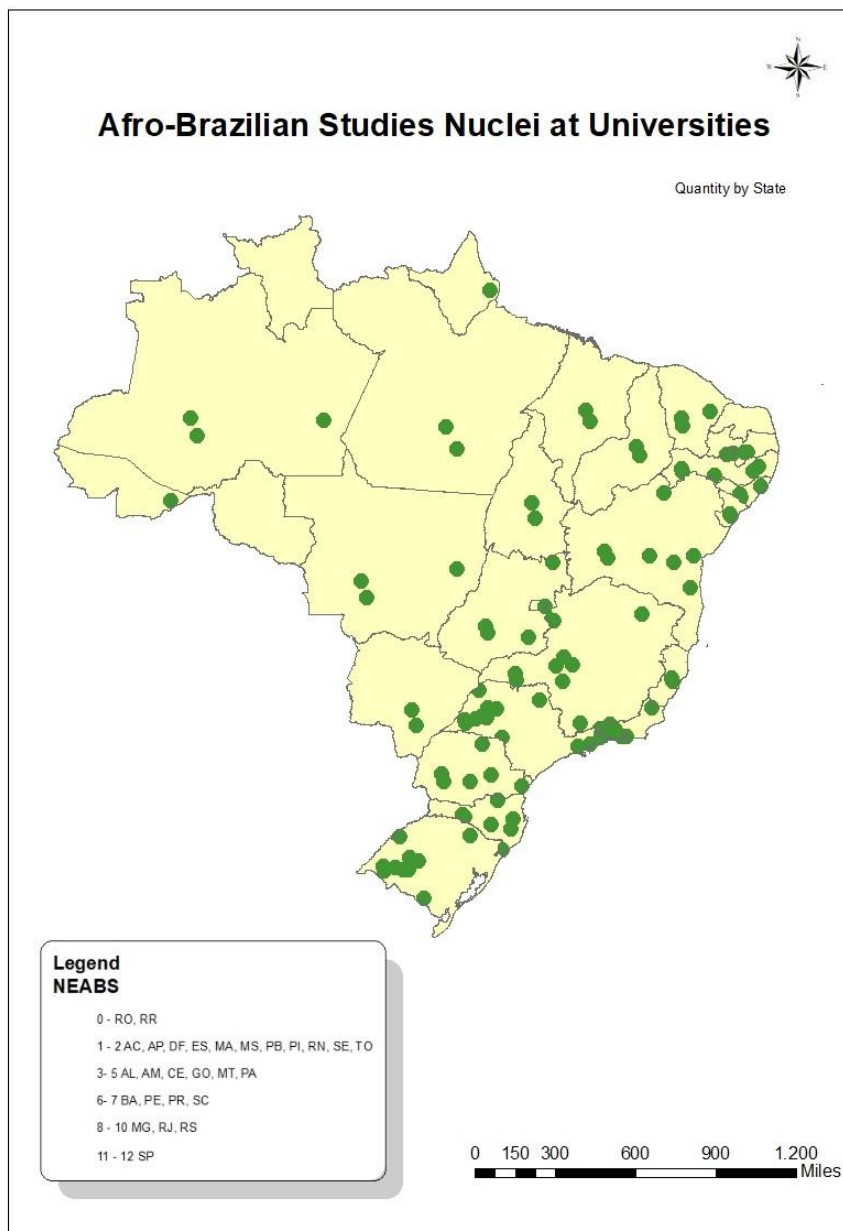 N
W E
S
Afro-Brazilian Studies Nuclei at Universities
Quantity by State
Legend
NEABS
0 - RO, RR
1 - 2 AC, AP, DF, ES, MA, MS, PB, PI, RN, SE, TO
3- 5 AL, AM, CE, GO, MT, PA
6- 7 BA, PE, PR, SC
8 - 10 MG, RJ, RS
11 - 12 SP
0 150 300 600 900 1.200
Miles